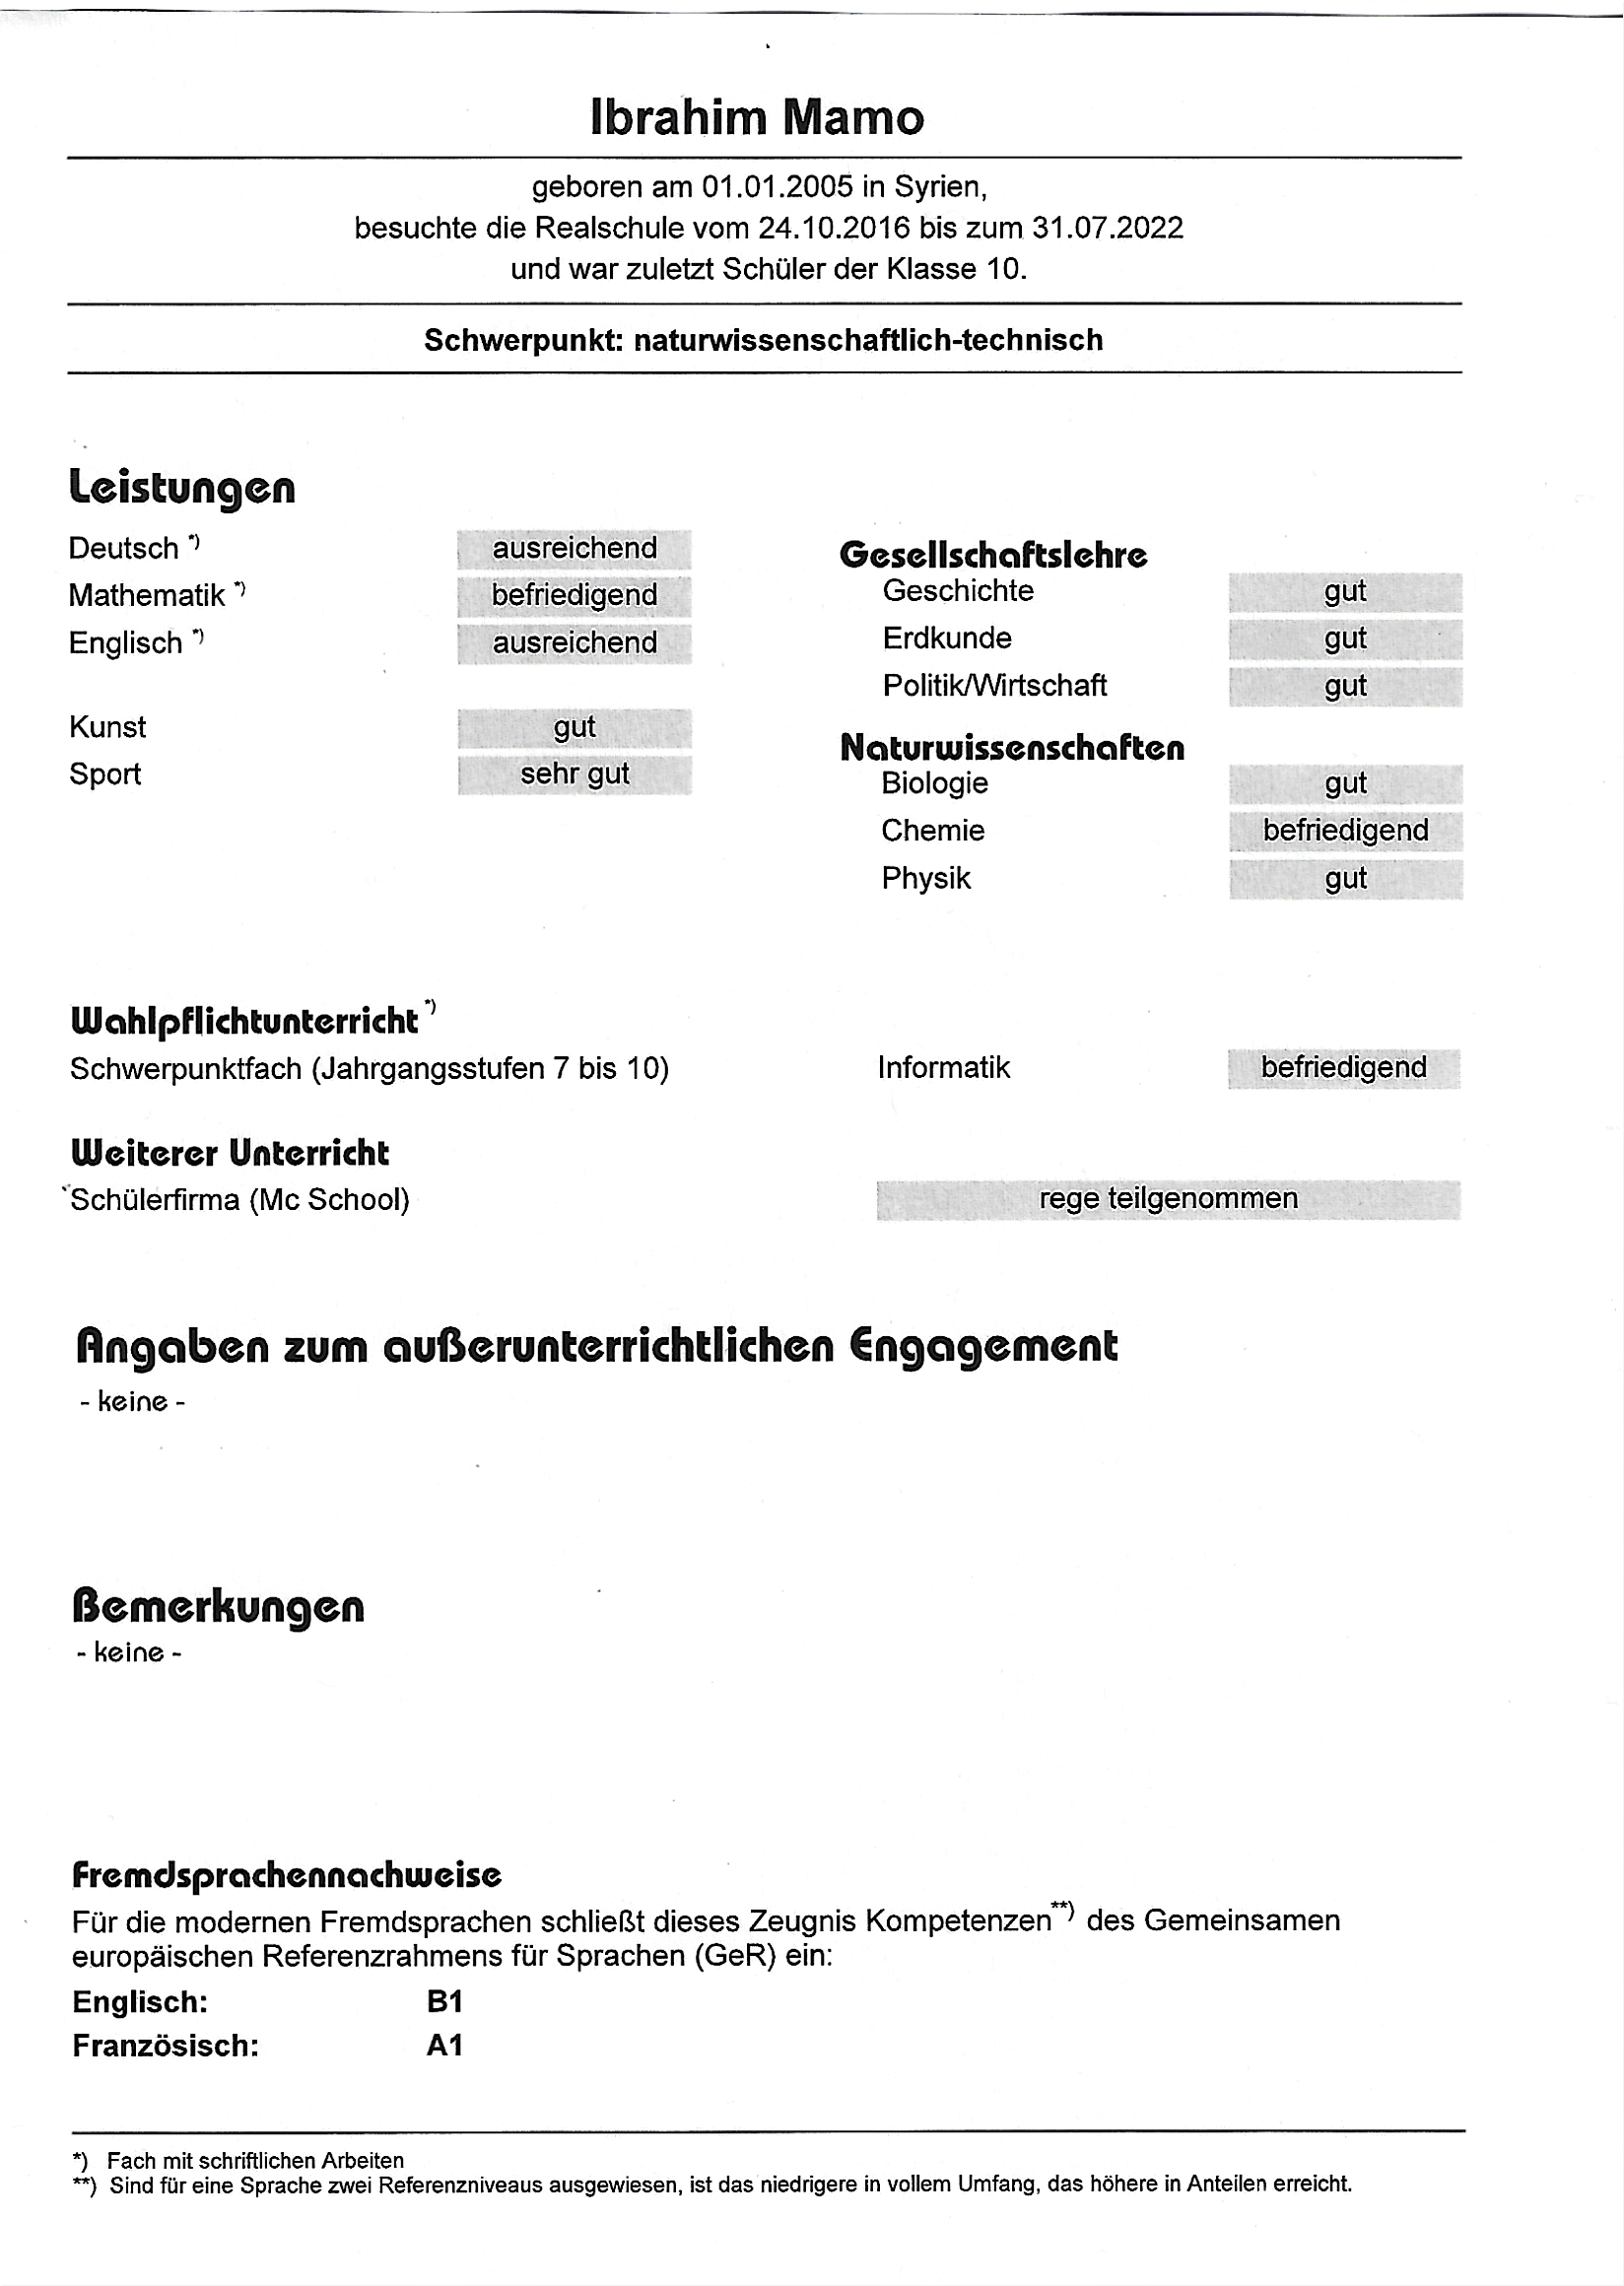 Ibrahim Mamo
geboren am 01.01.2005 in Syrien,
besuchte die Realschule vom 24.10.2016 bis zum 31.07.2022
und war zuletzt Schüler der Klasse 10.
Schwerpunkt: naturwissenschaftlich-technisch
Leistungen
Deutsch *) ausreichend
Mathematik *) befriedigend
Englisch *) ausreichend
Kunst gut
Sport sehr gut
Gesellschaftslehre
Geschichte gut
Erdkunde gut
Politik/Wirtschaft gut
Naturwissenschaften
Biologie gut
Chemie befriedigend
Physik gut
Wahlpflichtunterricht *)
Schwerpunktfach (Jahrgangsstufen 7 bis 10) Informatik befriedigend
Weiterer Unterricht
Schülerfirma (Mc School) rege teilgenommen
Angaben zum außerunterrichtlichen Engagement
- keine -
Bemerkungen
- keine -
Fremdsprachennachweise
Für die modernen Fremdsprachen schließt dieses Zeugnis Kompetenzen **) des Gemeinsamen
europäischen Referenzrahmens für Sprachen (GeR) ein:
Englisch: B1
Französisch: A1
*) Fach mit schriftlichen Arbeiten
**) Sind für eine Sprache zwei Referenzniveaus ausgewiesen, ist das niedrigere in vollem Umfang, das höhere in Anteilen erreicht.